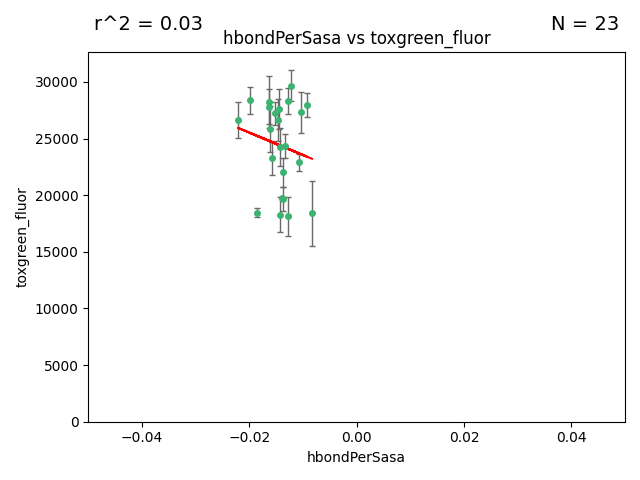 r^2 = 0.03
N = 23
hbondPerSasa vs toxgreen_fluor
30000
25000
20000
15000
10000
5000
0
toxgreen_fluor
−0.04
−0.02
0.00
0.02
0.04
hbondPerSasa